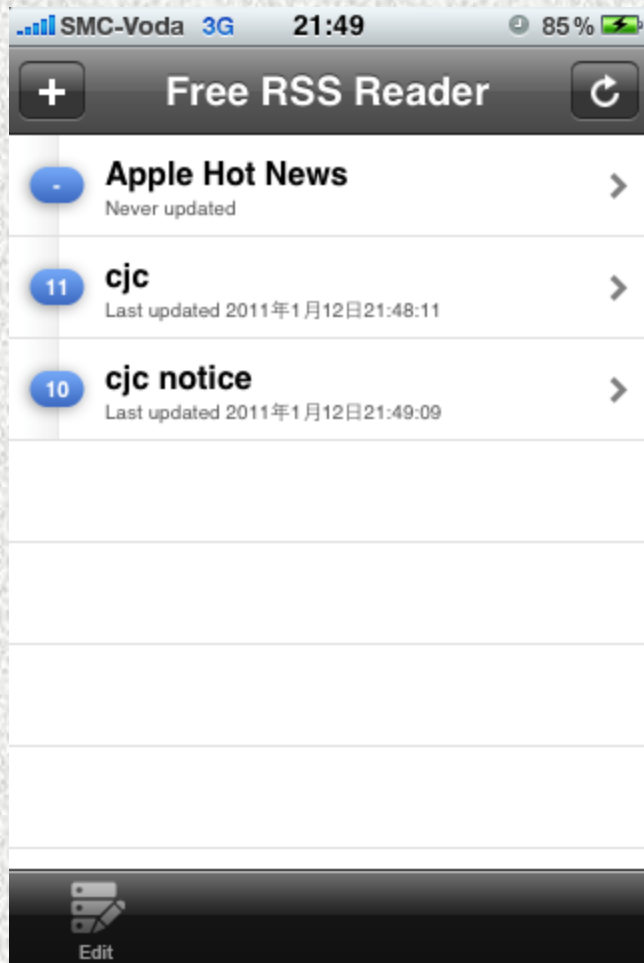 SMC-Voda 3G 21:49 85%
+ Free RSS Reader
- Apple Hot News
Never updated
11 cjc
Last updated 2011年1月12日21:48:11
10 cjc notice
Last updated 2011年1月12日21:49:09
Edit